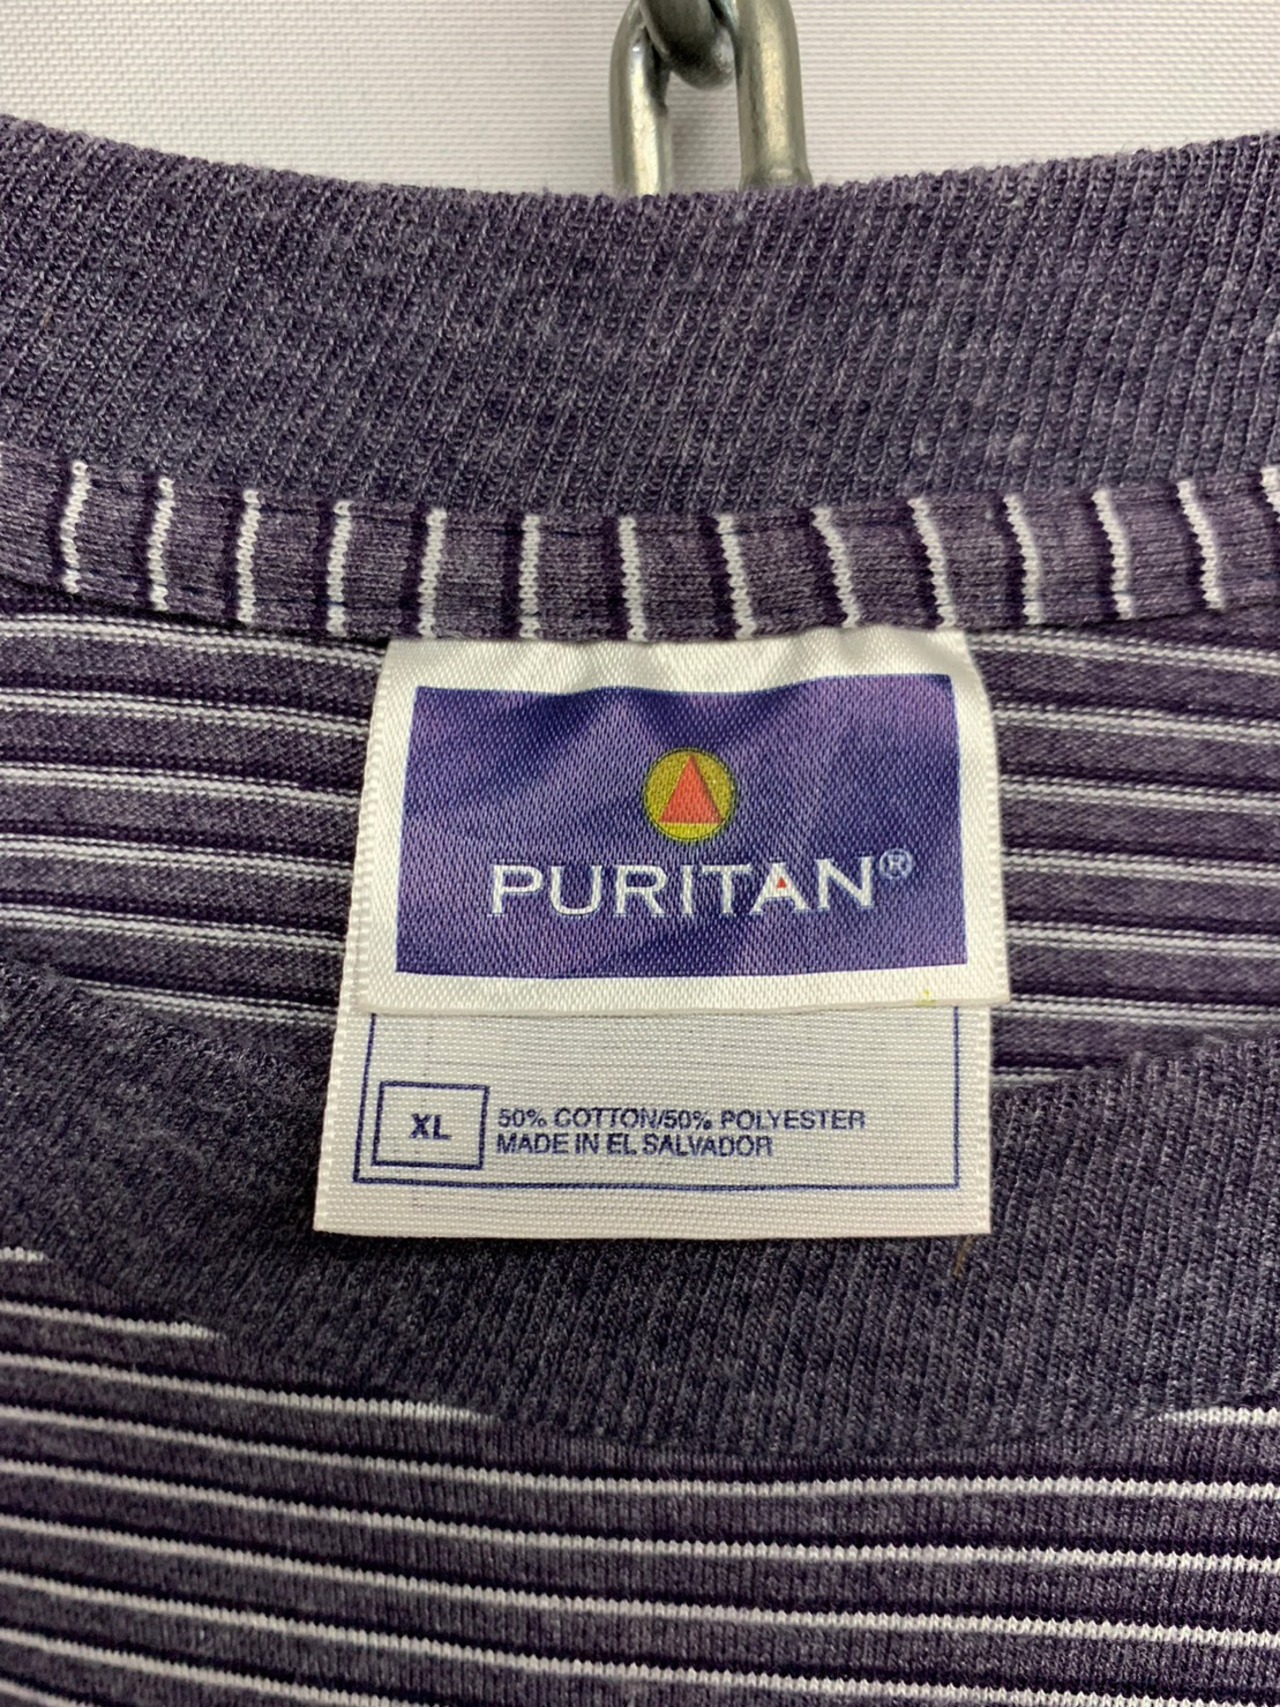 PURITAN®
XL
50% COTTON/50% POLYESTER
MADE IN EL SALVADOR